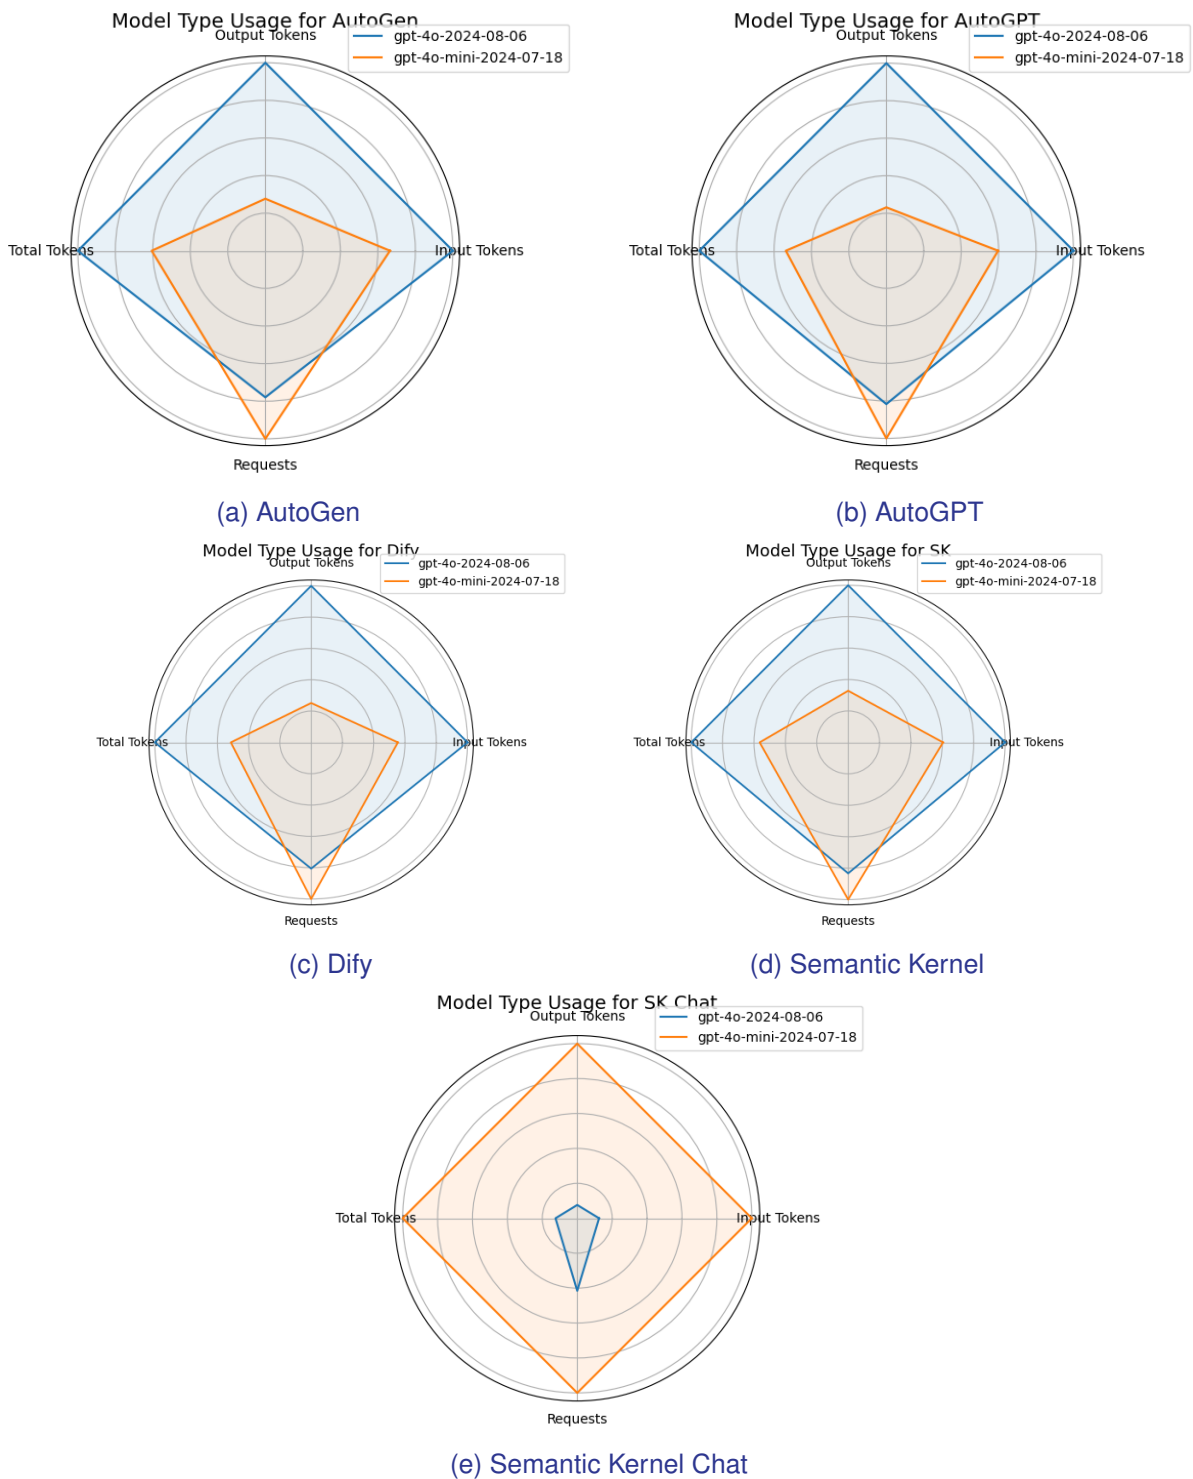 Model Type Usage for AutoGen
Output Tokens
gpt-4o-2024-08-06
gpt-4o-mini-2024-07-18
Total Tokens
Input Tokens
Requests
(a) AutoGen
Model Type Usage for AutoGPT
Output Tokens
gpt-4o-2024-08-06
gpt-4o-mini-2024-07-18
Total Tokens
Input Tokens
Requests
(b) AutoGPT
Model Type Usage for Dify
Output Tokens
gpt-4o-2024-08-06
gpt-4o-mini-2024-07-18
Total Tokens
Input Tokens
Requests
(c) Dify
Model Type Usage for SK
Output Tokens
gpt-4o-2024-08-06
gpt-4o-mini-2024-07-18
Total Tokens
Input Tokens
Requests
(d) Semantic Kernel
Model Type Usage for SK Chat
Output Tokens
gpt-4o-2024-08-06
gpt-4o-mini-2024-07-18
Total Tokens
Input Tokens
Requests
(e) Semantic Kernel Chat